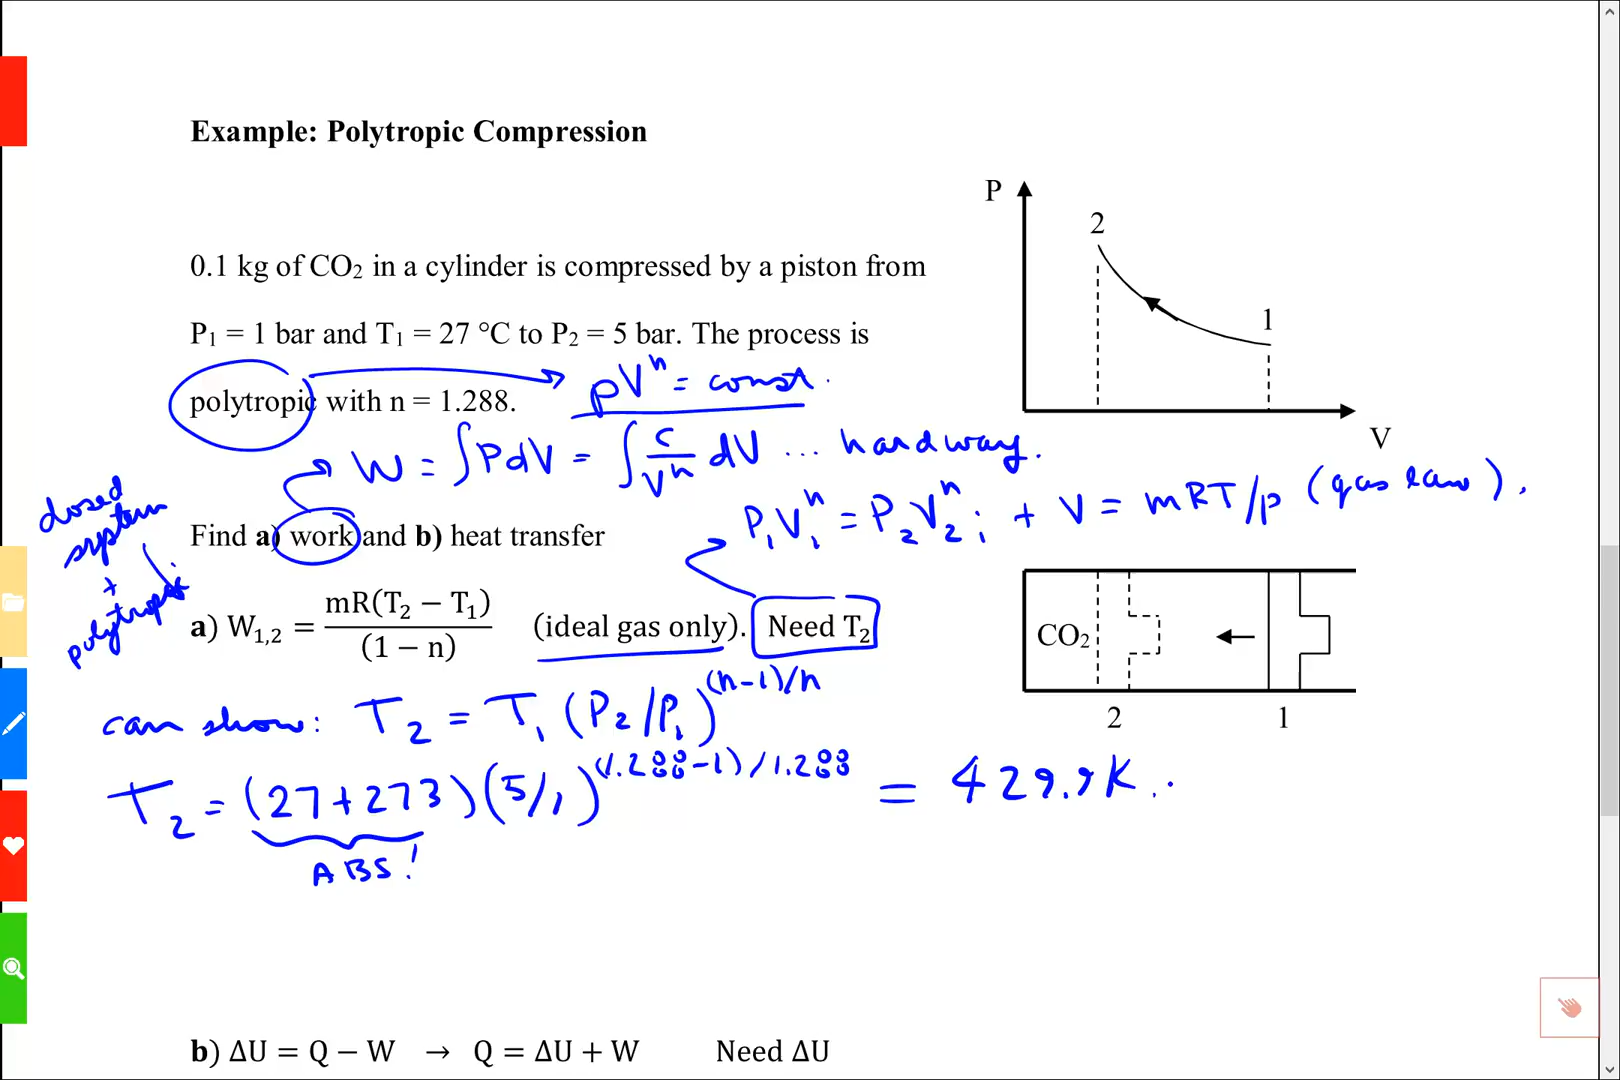 Example: Polytropic Compression
P
2
1
V
0.1 kg of CO₂ in a cylinder is compressed by a piston from
P₁ = 1 bar and T₁ = 27 °C to P₂ = 5 bar. The process is
polytropic with n = 1.288.
pVⁿ = const.
W = ∫PdV = ∫ C/Vⁿ dV ... hard way.
closed
system
+
polytropic
P₁V₁ⁿ = P₂V₂ⁿ ; + V = mRT/p (gas law).
Find a) work and b) heat transfer
a) W₁,₂ = mR(T₂ − T₁)/(1 − n) (ideal gas only). Need T₂
CO₂
2
1
can show: T₂ = T₁ (P₂/P₁)^(n-1)/n
T₂ = (27+273)(5/1)^(1.288-1)/1.288 = 429.9K.
ABS!
b) ΔU = Q − W → Q = ΔU + W Need ΔU